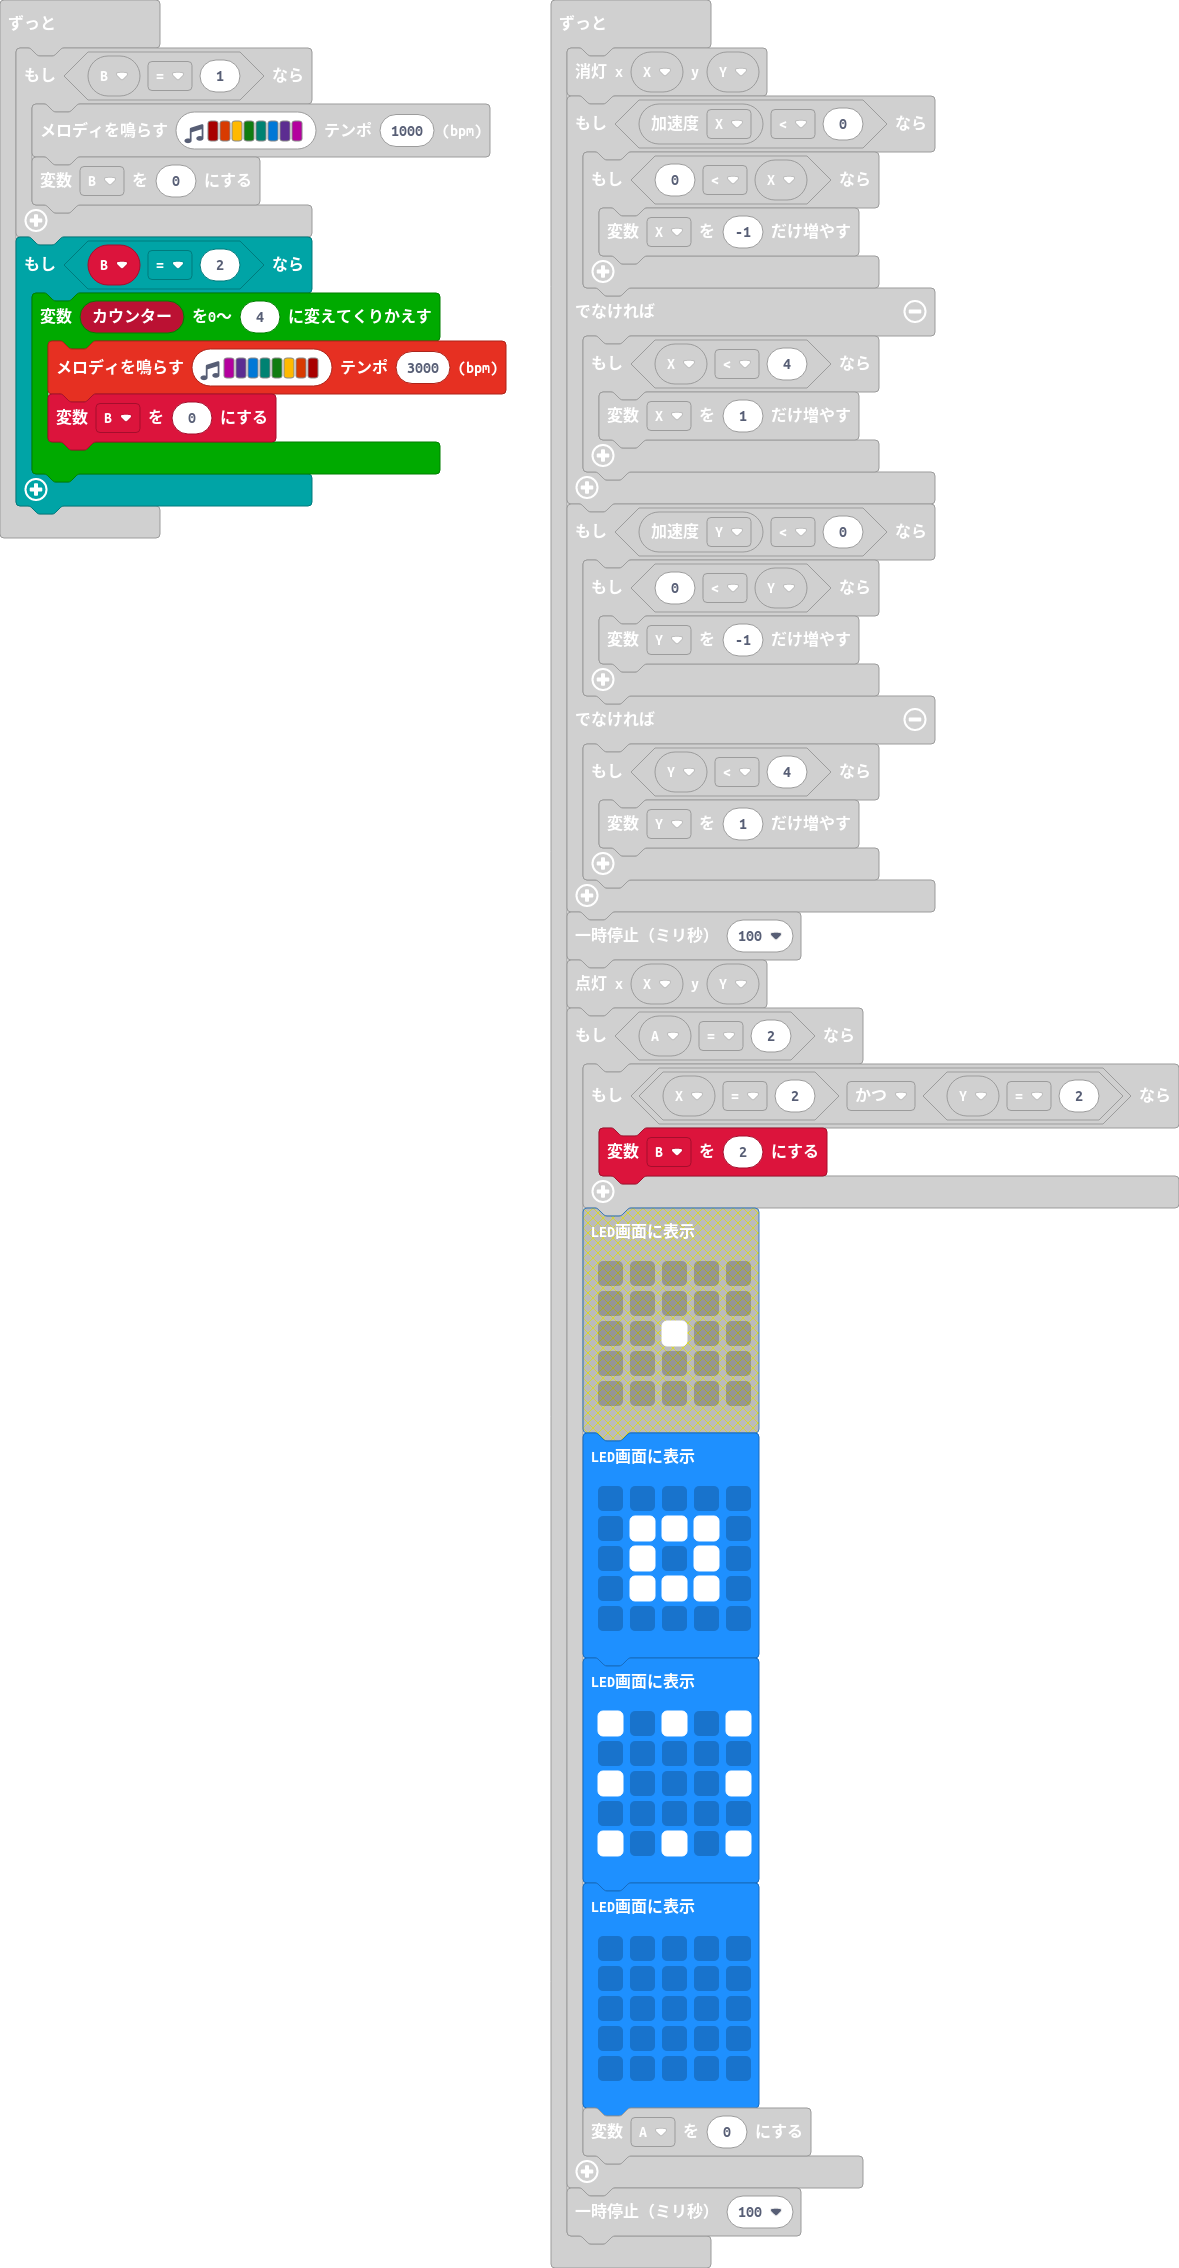 ずっと
もし B = 1 なら
メロディを鳴らす テンポ 1000 (bpm)
変数 B を 0 にする
もし B = 2 なら
変数 カウンター を0～ 4 に変えてくりかえす
メロディを鳴らす テンポ 3000 (bpm)
変数 B を 0 にする
ずっと
消灯 x X y Y
もし 加速度 X < 0 なら
もし 0 < X なら
変数 X を -1 だけ増やす
でなければ
もし X < 4 なら
変数 X を 1 だけ増やす
もし 加速度 Y < 0 なら
もし 0 < Y なら
変数 Y を -1 だけ増やす
でなければ
もし Y < 4 なら
変数 Y を 1 だけ増やす
一時停止（ミリ秒） 100
点灯 x X y Y
もし A = 2 なら
もし X = 2 かつ Y = 2 なら
変数 B を 2 にする
LED画面に表示
LED画面に表示
LED画面に表示
LED画面に表示
変数 A を 0 にする
一時停止（ミリ秒） 100